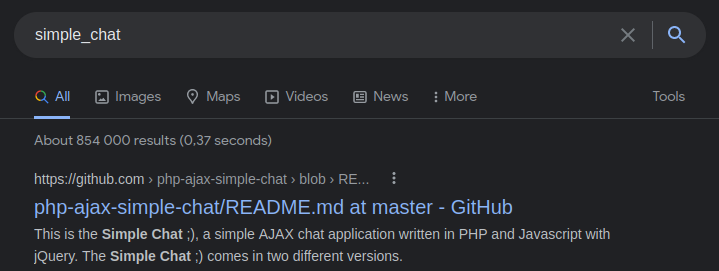 simple_chat
All Images Maps Videos News More Tools
About 854 000 results (0,37 seconds)
https://github.com › php-ajax-simple-chat › blob › RE...
php-ajax-simple-chat/README.md at master - GitHub
This is the Simple Chat ;), a simple AJAX chat application written in PHP and Javascript with
jQuery. The Simple Chat ;) comes in two different versions.